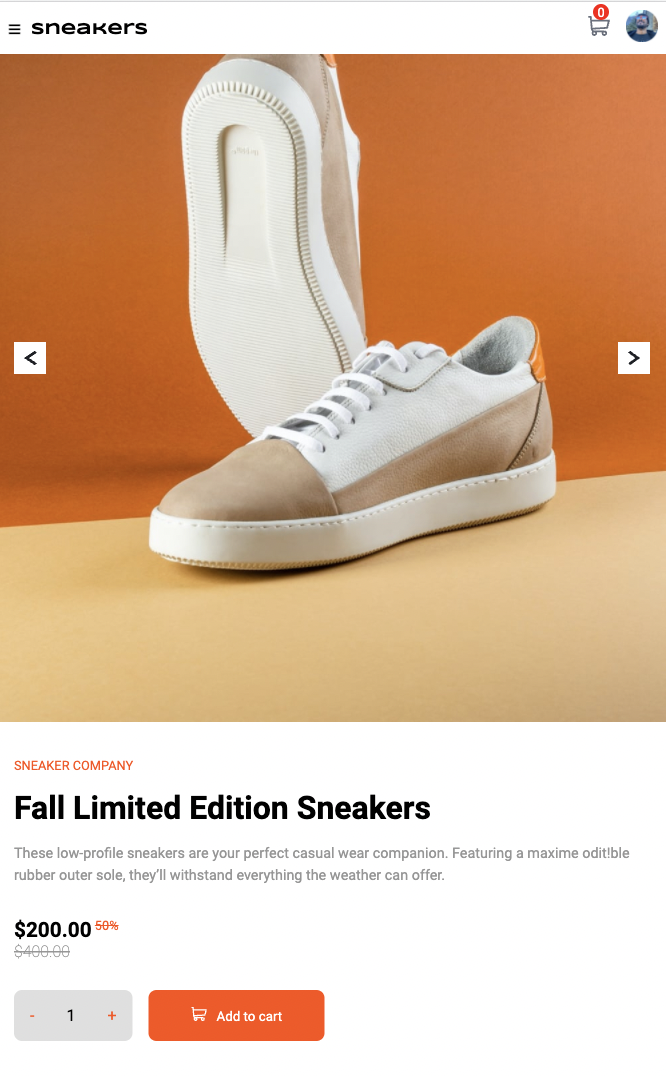 sneakers
0
<
>
SNEAKER COMPANY
Fall Limited Edition Sneakers
These low-profile sneakers are your perfect casual wear companion. Featuring a maxime odit!ble
rubber outer sole, they’ll withstand everything the weather can offer.
$200.00 50%
$400.00
- 1 +
Add to cart